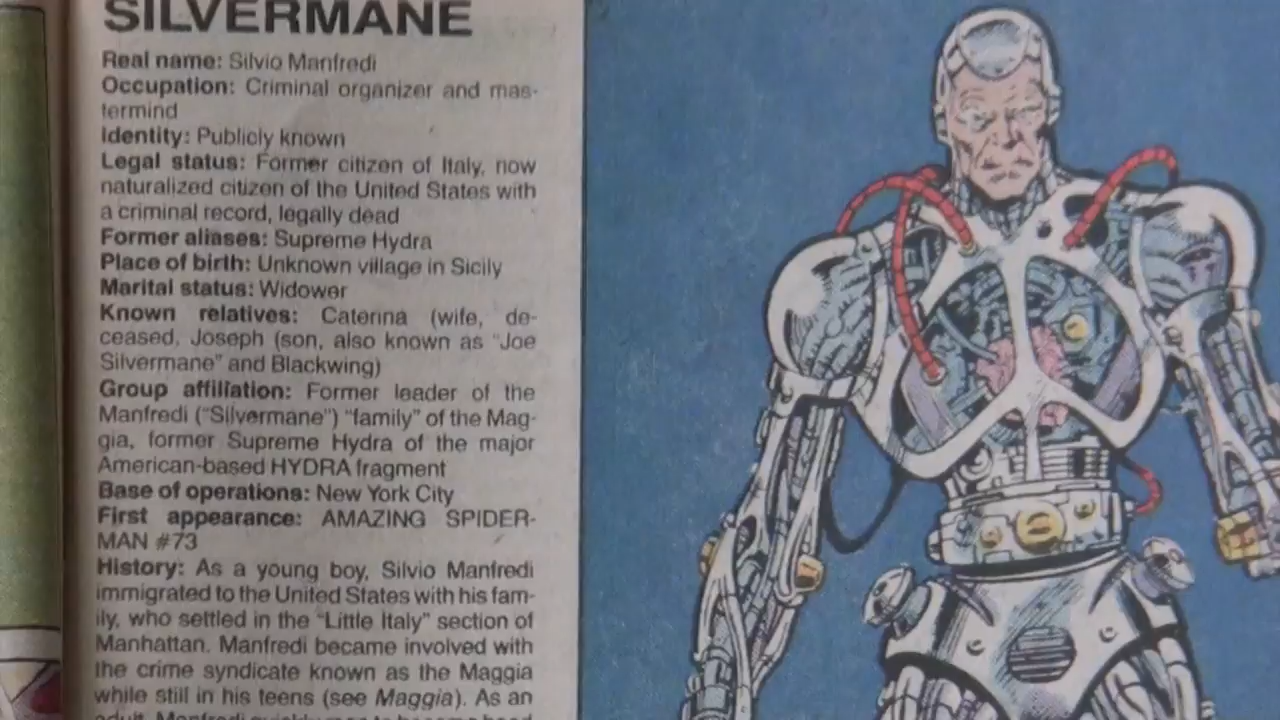 SILVERMANE
Real name: Silvio Manfredi
Occupation: Criminal organizer and mas-
termind
Identity: Publicly known
Legal status: Former citizen of Italy, now
naturalized citizen of the United States with
a criminal record, legally dead
Former aliases: Supreme Hydra
Place of birth: Unknown village in Sicily
Marital status: Widower
Known relatives: Caterina (wife, de-
ceased, Joseph (son, also known as "Joe
Silvermane" and Blackwing)
Group affiliation: Former leader of the
Manfredi ("Silvermane") "family" of the Mag-
gia, former Supreme Hydra of the major
American-based HYDRA fragment
Base of operations: New York City
First appearance: AMAZING SPIDER-
MAN #73
History: As a young boy, Silvio Manfredi
immigrated to the United States with his fam-
ily, who settled in the "Little Italy" section of
Manhattan. Manfredi became involved with
the crime syndicate known as the Maggia
while still in his teens (see Maggia). As an
adult, Manfredi quickly rose to become head